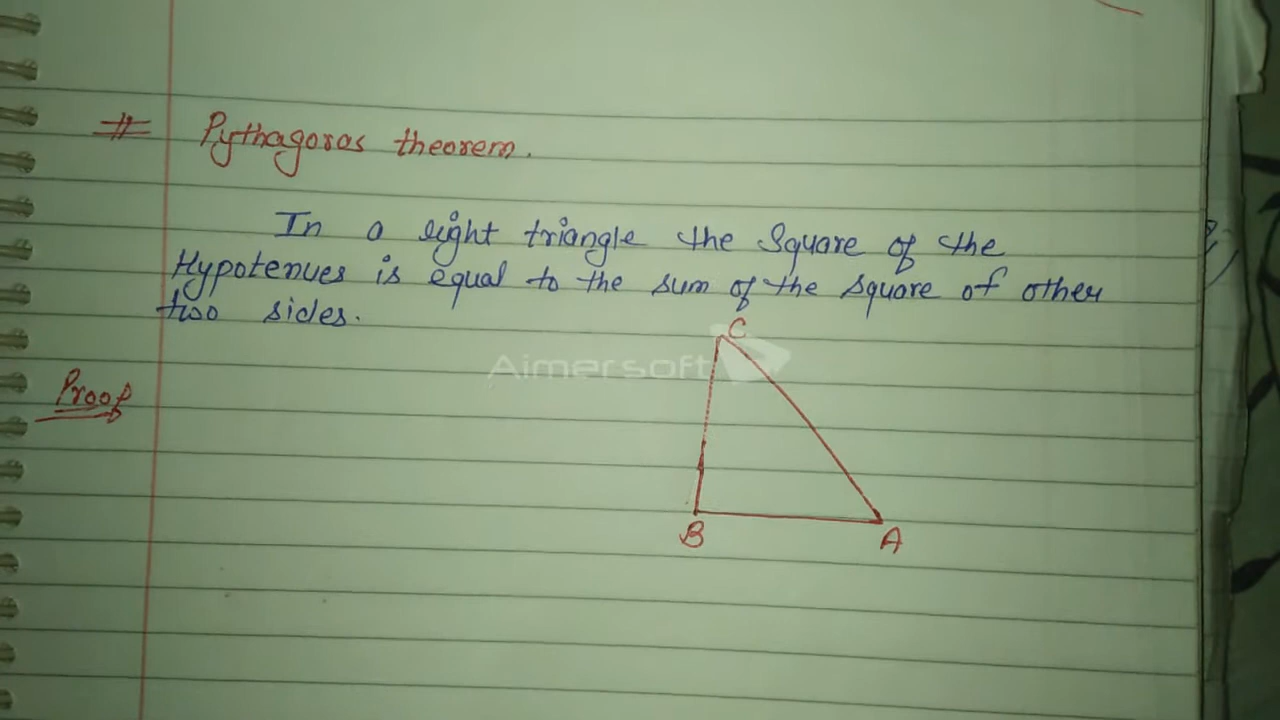 # Pythagoras theorem.
In a right triangle the Square of the
Hypotenues is equal to the sum of the square of other
two sides.
C
Aimersoft
Proof
B
A